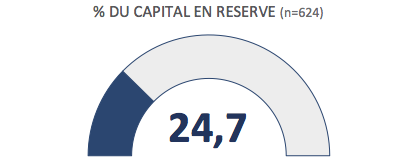 % DU CAPITAL EN RESERVE (n=624)
24,7